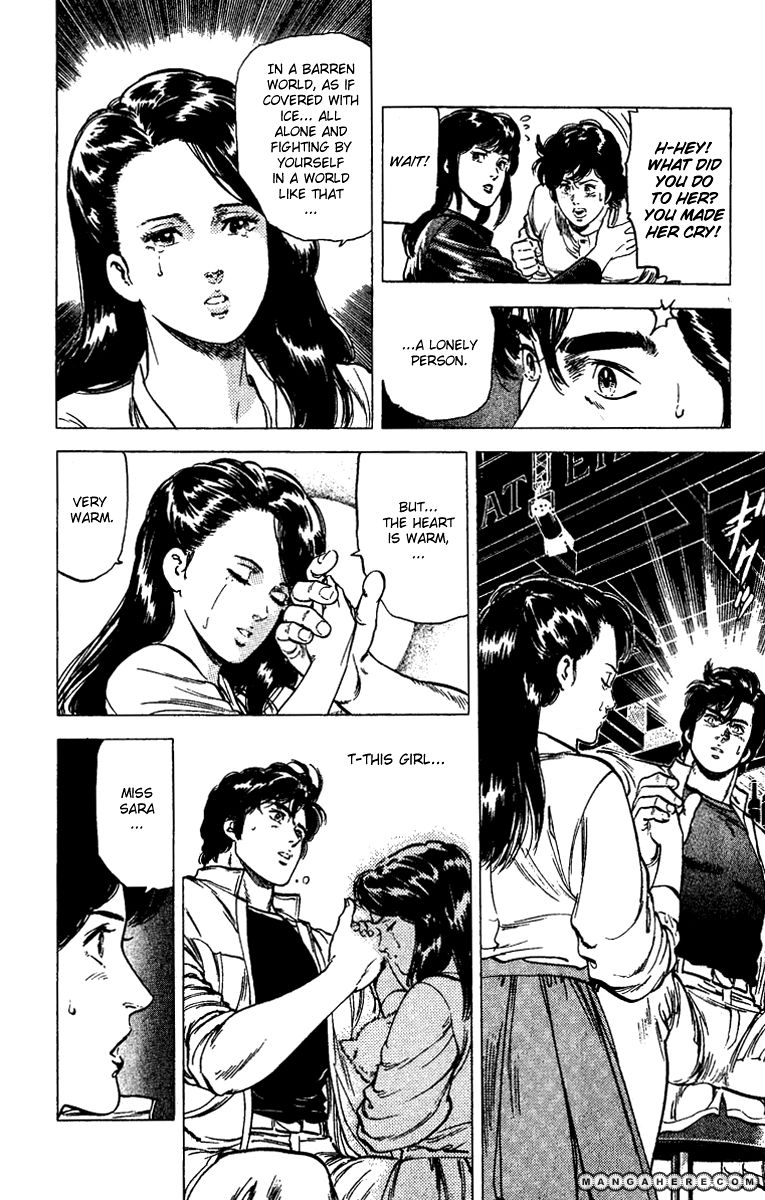 H-HEY!
WHAT DID
YOU DO
TO HER?
YOU MADE
HER CRY!
WAIT!
...A LONELY
PERSON.
IN A BARREN
WORLD, AS IF
COVERED WITH
ICE... ALL
ALONE AND
FIGHTING BY
YOURSELF
IN A WORLD
LIKE THAT
...
AT
BUT...
THE HEART
IS WARM,
...
VERY
WARM.
T-THIS GIRL...
MISS
SARA
...
MANGAHERE.COM